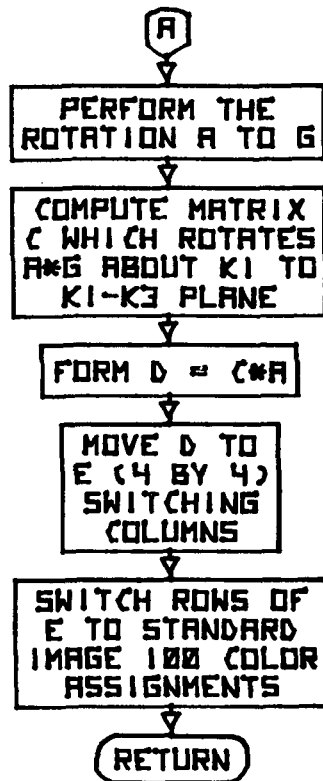 A
PERFORM THE
ROTATION A TO G
COMPUTE MATRIX
C WHICH ROTATES
A*G ABOUT K1 TO
K1-K3 PLANE
FORM D = C*A
MOVE D TO
E (4 BY 4)
SWITCHING
COLUMNS
SWITCH ROWS OF
E TO STANDARD
IMAGE 100 COLOR
ASSIGNMENTS
RETURN